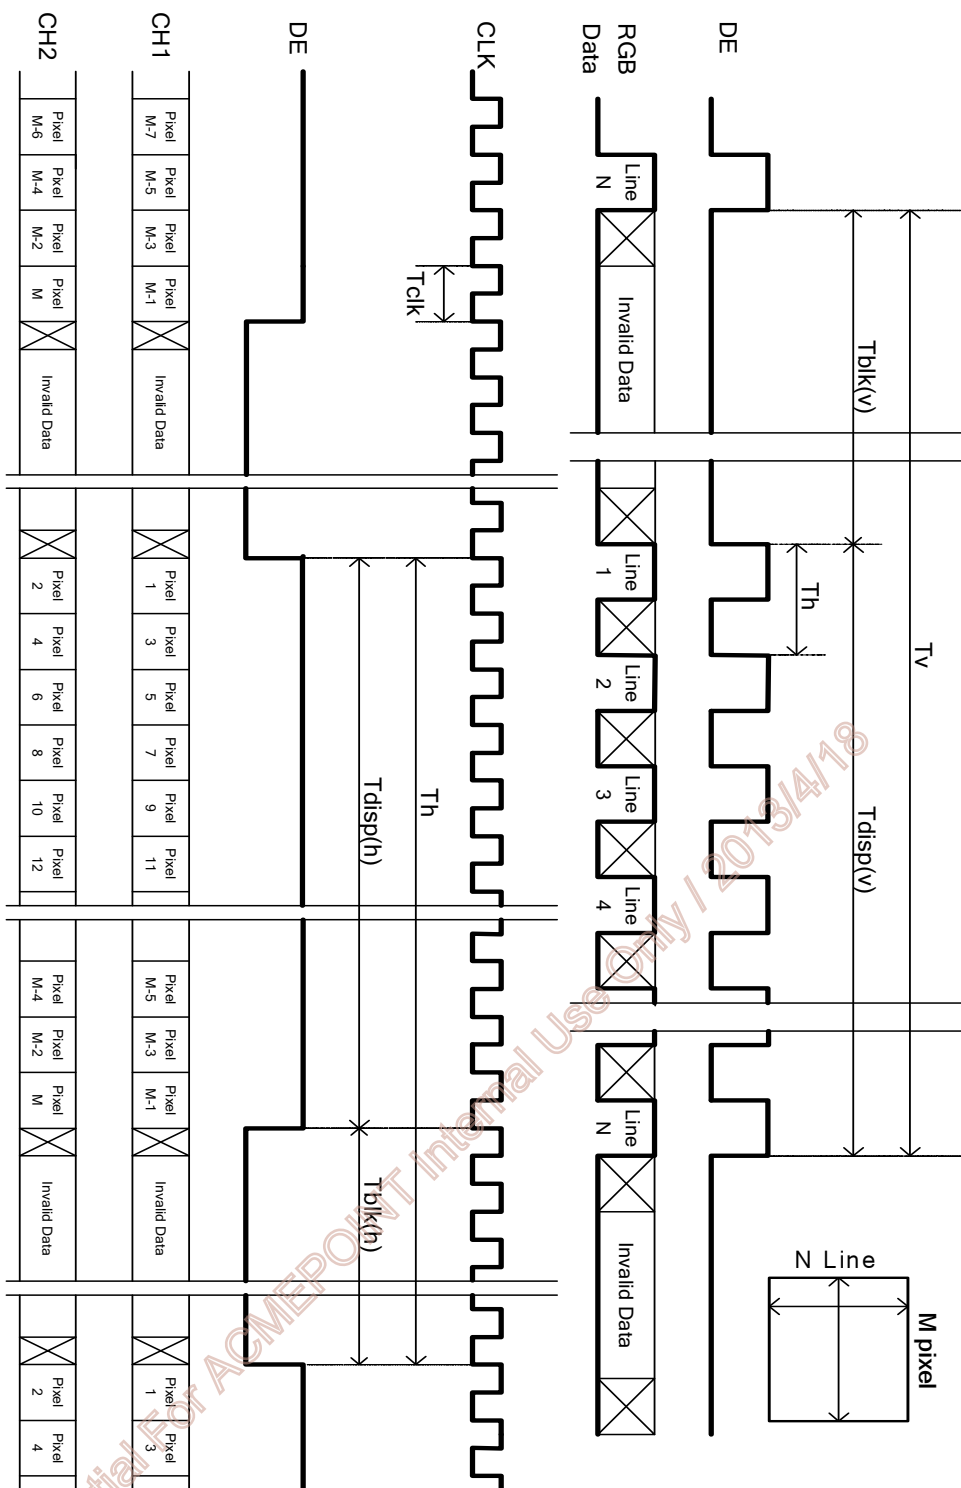 Tv
Tblk(v)
Tdisp(v)
Th
DE
RGB
Data
Line
N
Invalid Data
Line
1
Line
2
Line
3
Line
4
Line
N
Invalid Data
M pixel
N Line
CLK
Tclk
Th
Tdisp(h)
Tblk(h)
DE
CH1
Pixel
M-7
Pixel
M-5
Pixel
M-3
Pixel
M-1
Invalid Data
Pixel
1
Pixel
3
Pixel
5
Pixel
7
Pixel
9
Pixel
11
Pixel
M-5
Pixel
M-3
Pixel
M-1
Invalid Data
Pixel
1
Pixel
3
CH2
Pixel
M-6
Pixel
M-4
Pixel
M-2
Pixel
M
Invalid Data
Pixel
2
Pixel
4
Pixel
6
Pixel
8
Pixel
10
Pixel
12
Pixel
M-4
Pixel
M-2
Pixel
M
Invalid Data
Pixel
2
Pixel
4
For ACMEPOINT Internal Use Only / 2013/4/18